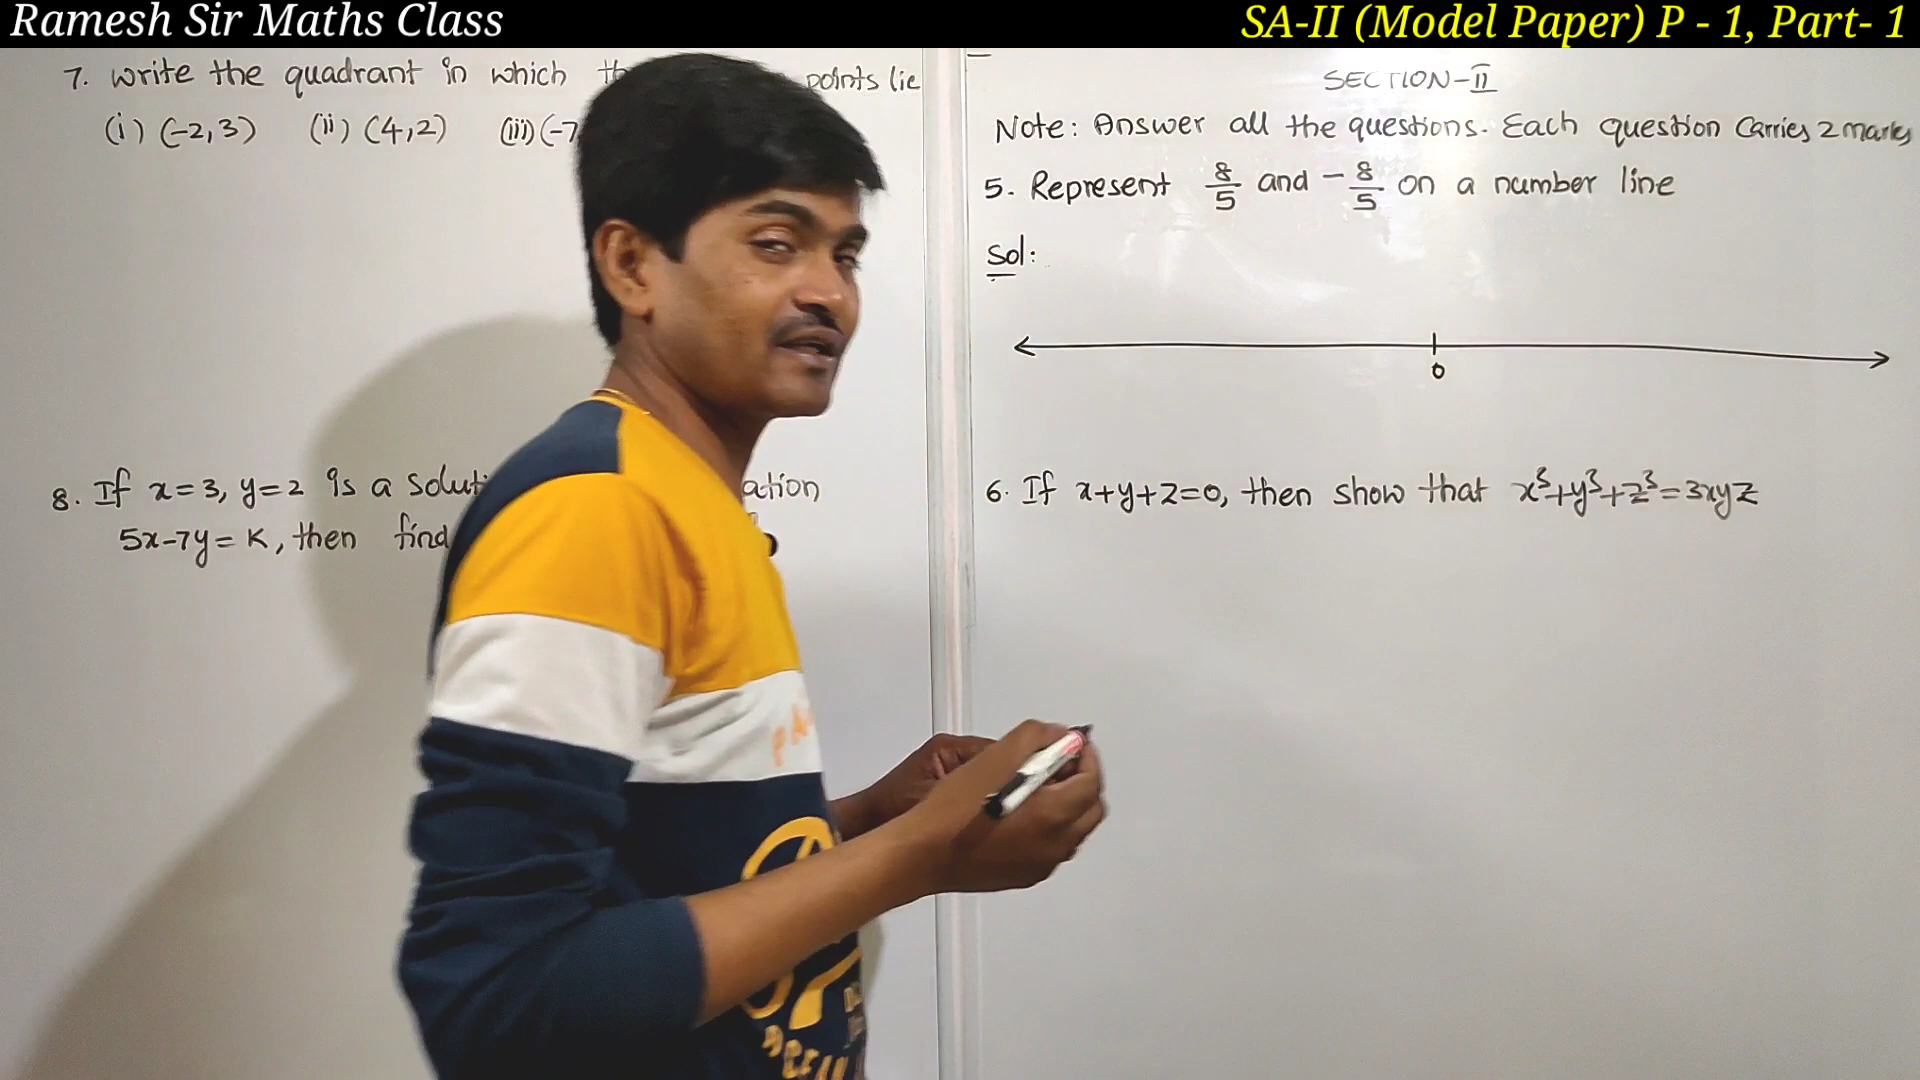 Ramesh Sir Maths Class
SA-II (Model Paper) P - 1, Part- 1
7. Write the quadrant in which points lie
(i) (-2,3) (ii) (4,2) (iii) (-7
8. If x=3, y=2 is a
5x-7y= K, then find
SECTION-II
Note: Answer all the questions. Each question Carries 2 marks
5. Represent 8/5 and -8/5 on a number line
Sol:
0
6. If x+y+z=0, then show that x³+y³+z³=3xyz